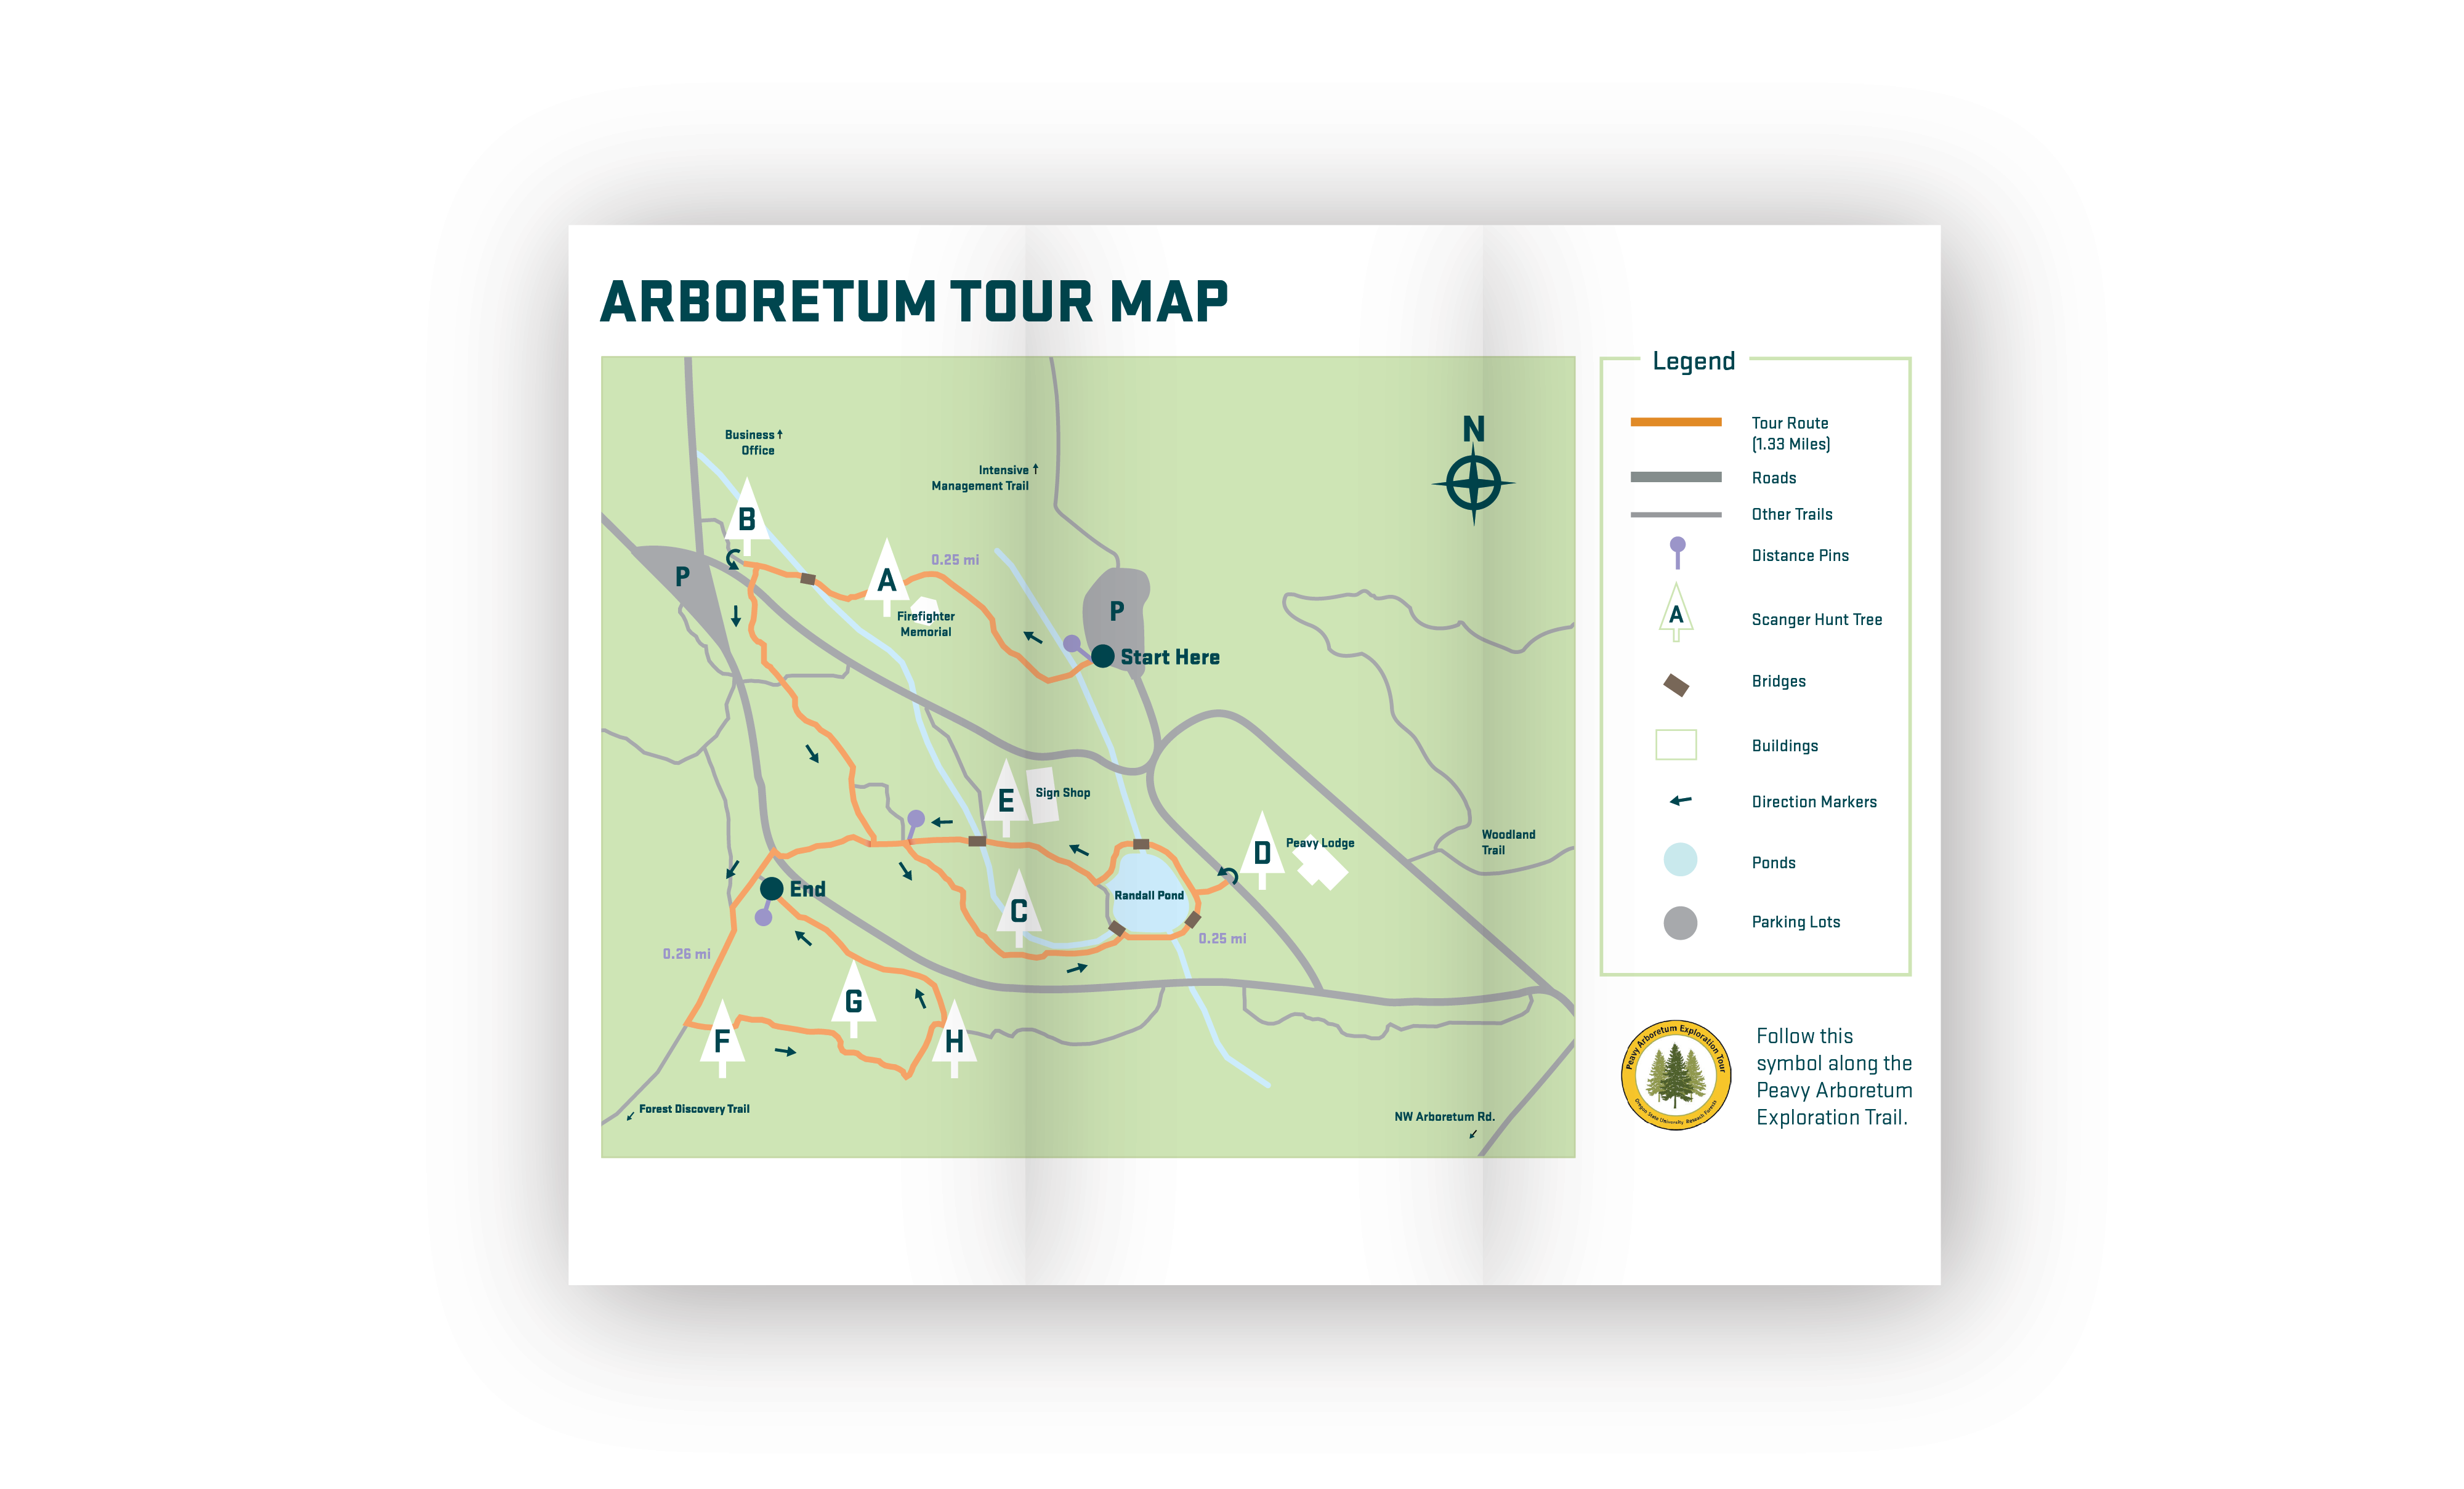 ARBORETUM TOUR MAP
Business ↑
Office
Intensive ↑
Management Trail
N
B
P
A
0.25 mi
Firefighter
Memorial
P
Start Here
E
Sign Shop
D
Peavy Lodge
Woodland
Trail
End
C
Randall Pond
0.25 mi
0.26 mi
G
F
H
Forest Discovery Trail
NW Arboretum Rd.
Legend
Tour Route
(1.33 Miles)
Roads
Other Trails
Distance Pins
A
Scanger Hunt Tree
Bridges
Buildings
Direction Markers
Ponds
Parking Lots
Peavy Arboretum Exploration Tour
Oregon State University Research Forests
Follow this
symbol along the
Peavy Arboretum
Exploration Trail.